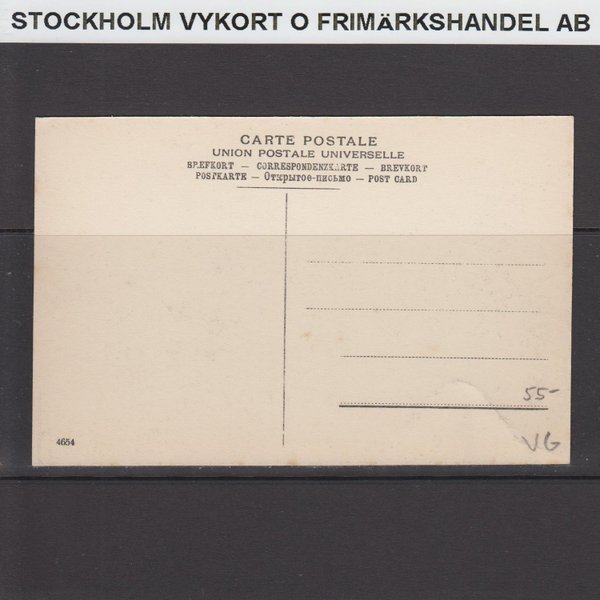 STOCKHOLM VYKORT O FRIMÄRKSHANDEL AB
CARTE POSTALE
UNION POSTALE UNIVERSELLE
BREFKORT — CORRESPONDENZKARTE — BREVKORT
POSTKARTE — Открытое-письмо — POST CARD
55-
VG
4654